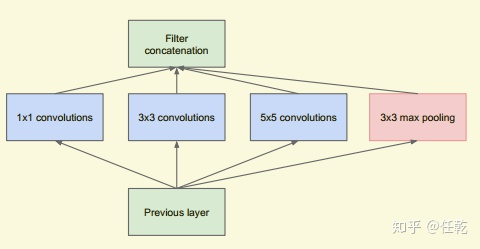 Filter
concatenation
1x1 convolutions
3x3 convolutions
5x5 convolutions
3x3 max pooling
Previous layer
知乎 @任乾